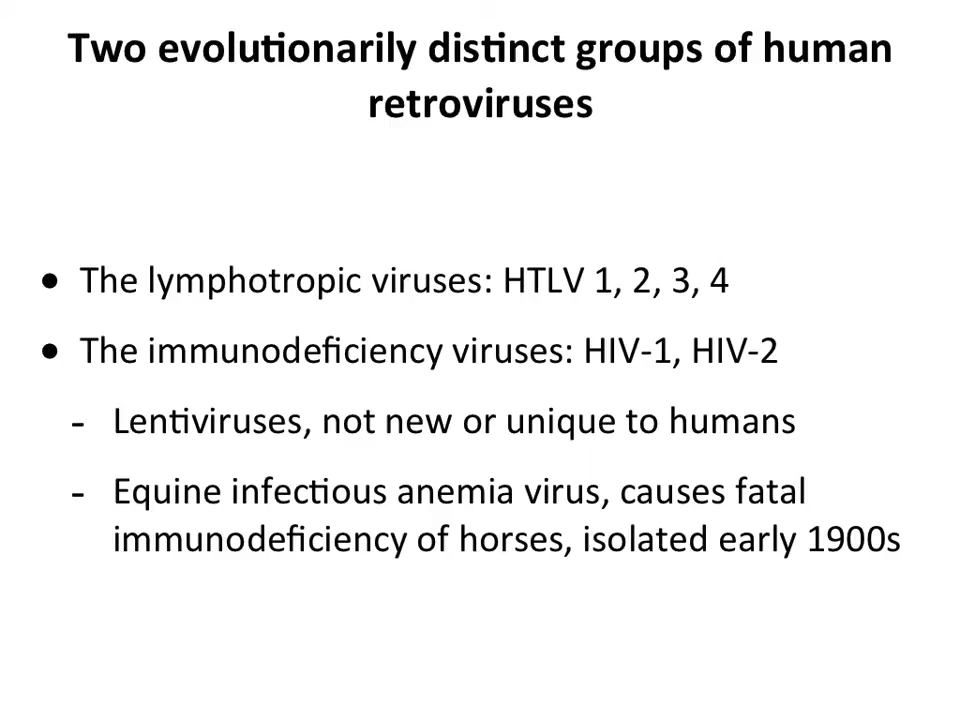 Two evolutionarily distinct groups of human
retroviruses
• The lymphotropic viruses: HTLV 1, 2, 3, 4
• The immunodeficiency viruses: HIV-1, HIV-2
- Lentiviruses, not new or unique to humans
- Equine infectious anemia virus, causes fatal
immunodeficiency of horses, isolated early 1900s